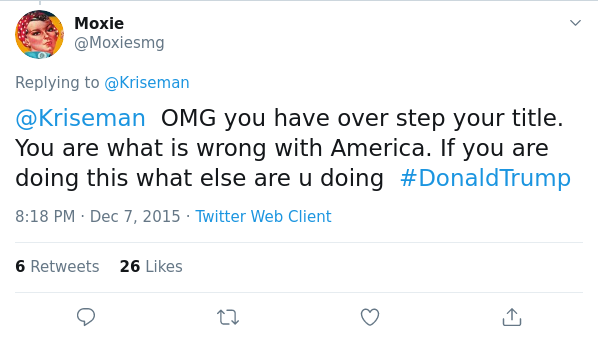 Moxie
@Moxiesmg
Replying to @Kriseman
@Kriseman OMG you have over step your title.
You are what is wrong with America. If you are
doing this what else are u doing #DonaldTrump
8:18 PM · Dec 7, 2015 · Twitter Web Client
6 Retweets 26 Likes